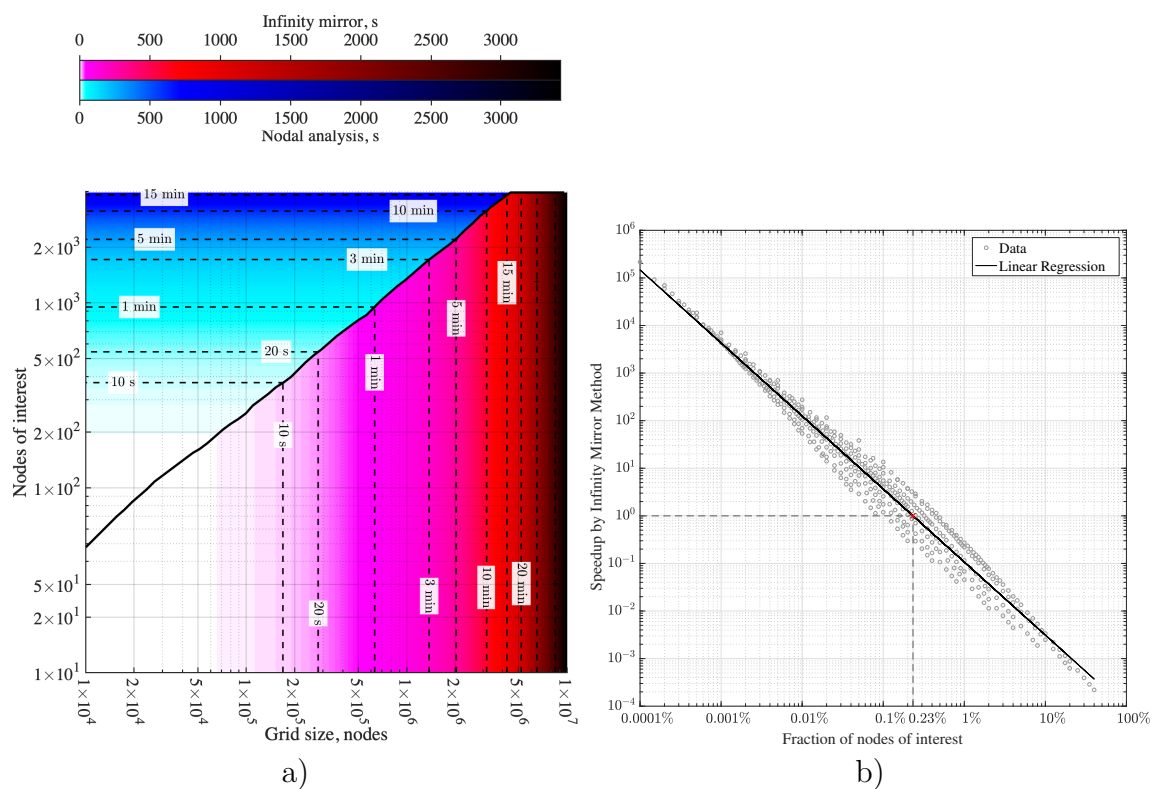 Infinity mirror, s
0 500 1000 1500 2000 2500 3000
0 500 1000 1500 2000 2500 3000
Nodal analysis, s
15 min
10 min
5 min
3 min
1 min
20 s
10 s
15 min
5 min
1 min
10 s
20 s
3 min
10 min
20 min
2×10³
1×10³
5×10²
2×10²
1×10²
5×10¹
2×10¹
1×10¹
Nodes of interest
1×10⁴
2×10⁴
5×10⁴
1×10⁵
2×10⁵
5×10⁵
1×10⁶
2×10⁶
5×10⁶
1×10⁷
Grid size, nodes
a)
Data
Linear Regression
10⁶
10⁵
10⁴
10³
10²
10¹
10⁰
10⁻¹
10⁻²
10⁻³
10⁻⁴
Speedup by Infinity Mirror Method
0.0001% 0.001% 0.01% 0.1% 0.23% 1% 10% 100%
Fraction of nodes of interest
b)